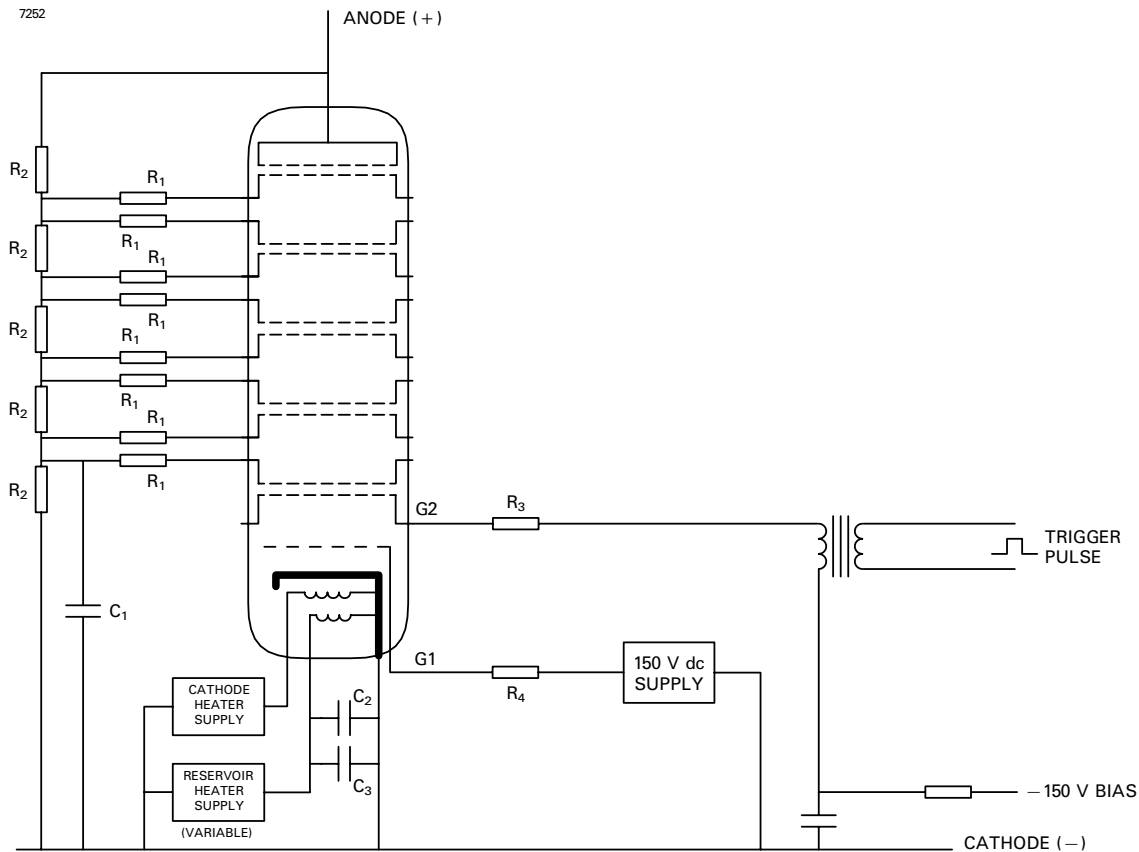 7252
ANODE (+)
R₂
R₁
R₁
R₂
R₁
R₁
R₂
R₁
R₁
R₂
R₁
R₂
R₁
G2
R₃
TRIGGER
PULSE
C₁
G1
R₄
150 V dc
SUPPLY
CATHODE
HEATER
SUPPLY
C₂
RESERVOIR
HEATER
SUPPLY
C₃
(VARIABLE)
−150 V BIAS
CATHODE (−)